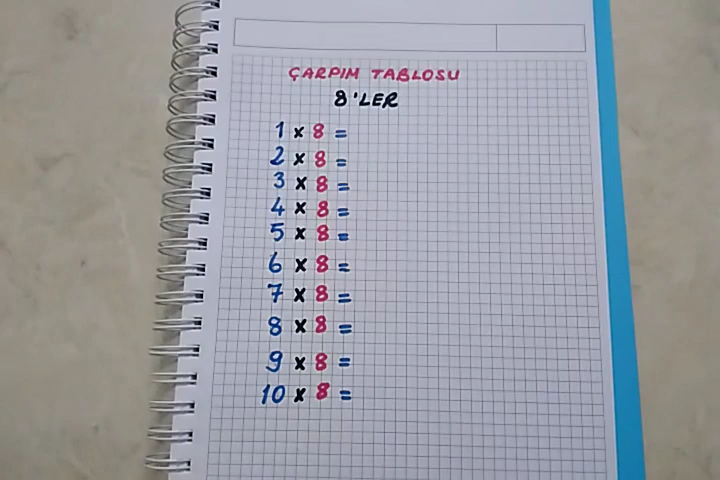 ÇARPIM TABLOSU
8'LER
1 x 8 =
2 x 8 =
3 x 8 =
4 x 8 =
5 x 8 =
6 x 8 =
7 x 8 =
8 x 8 =
9 x 8 =
10 x 8 =